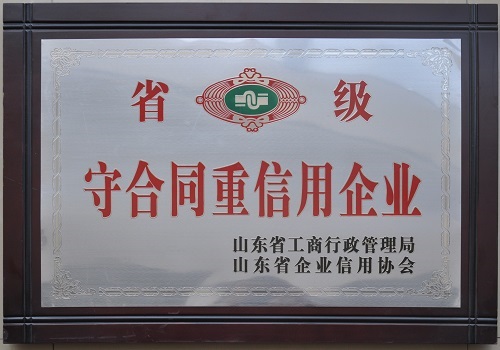 省 级
守合同重信用企业
山东省工商行政管理局
山东省企业信用协会